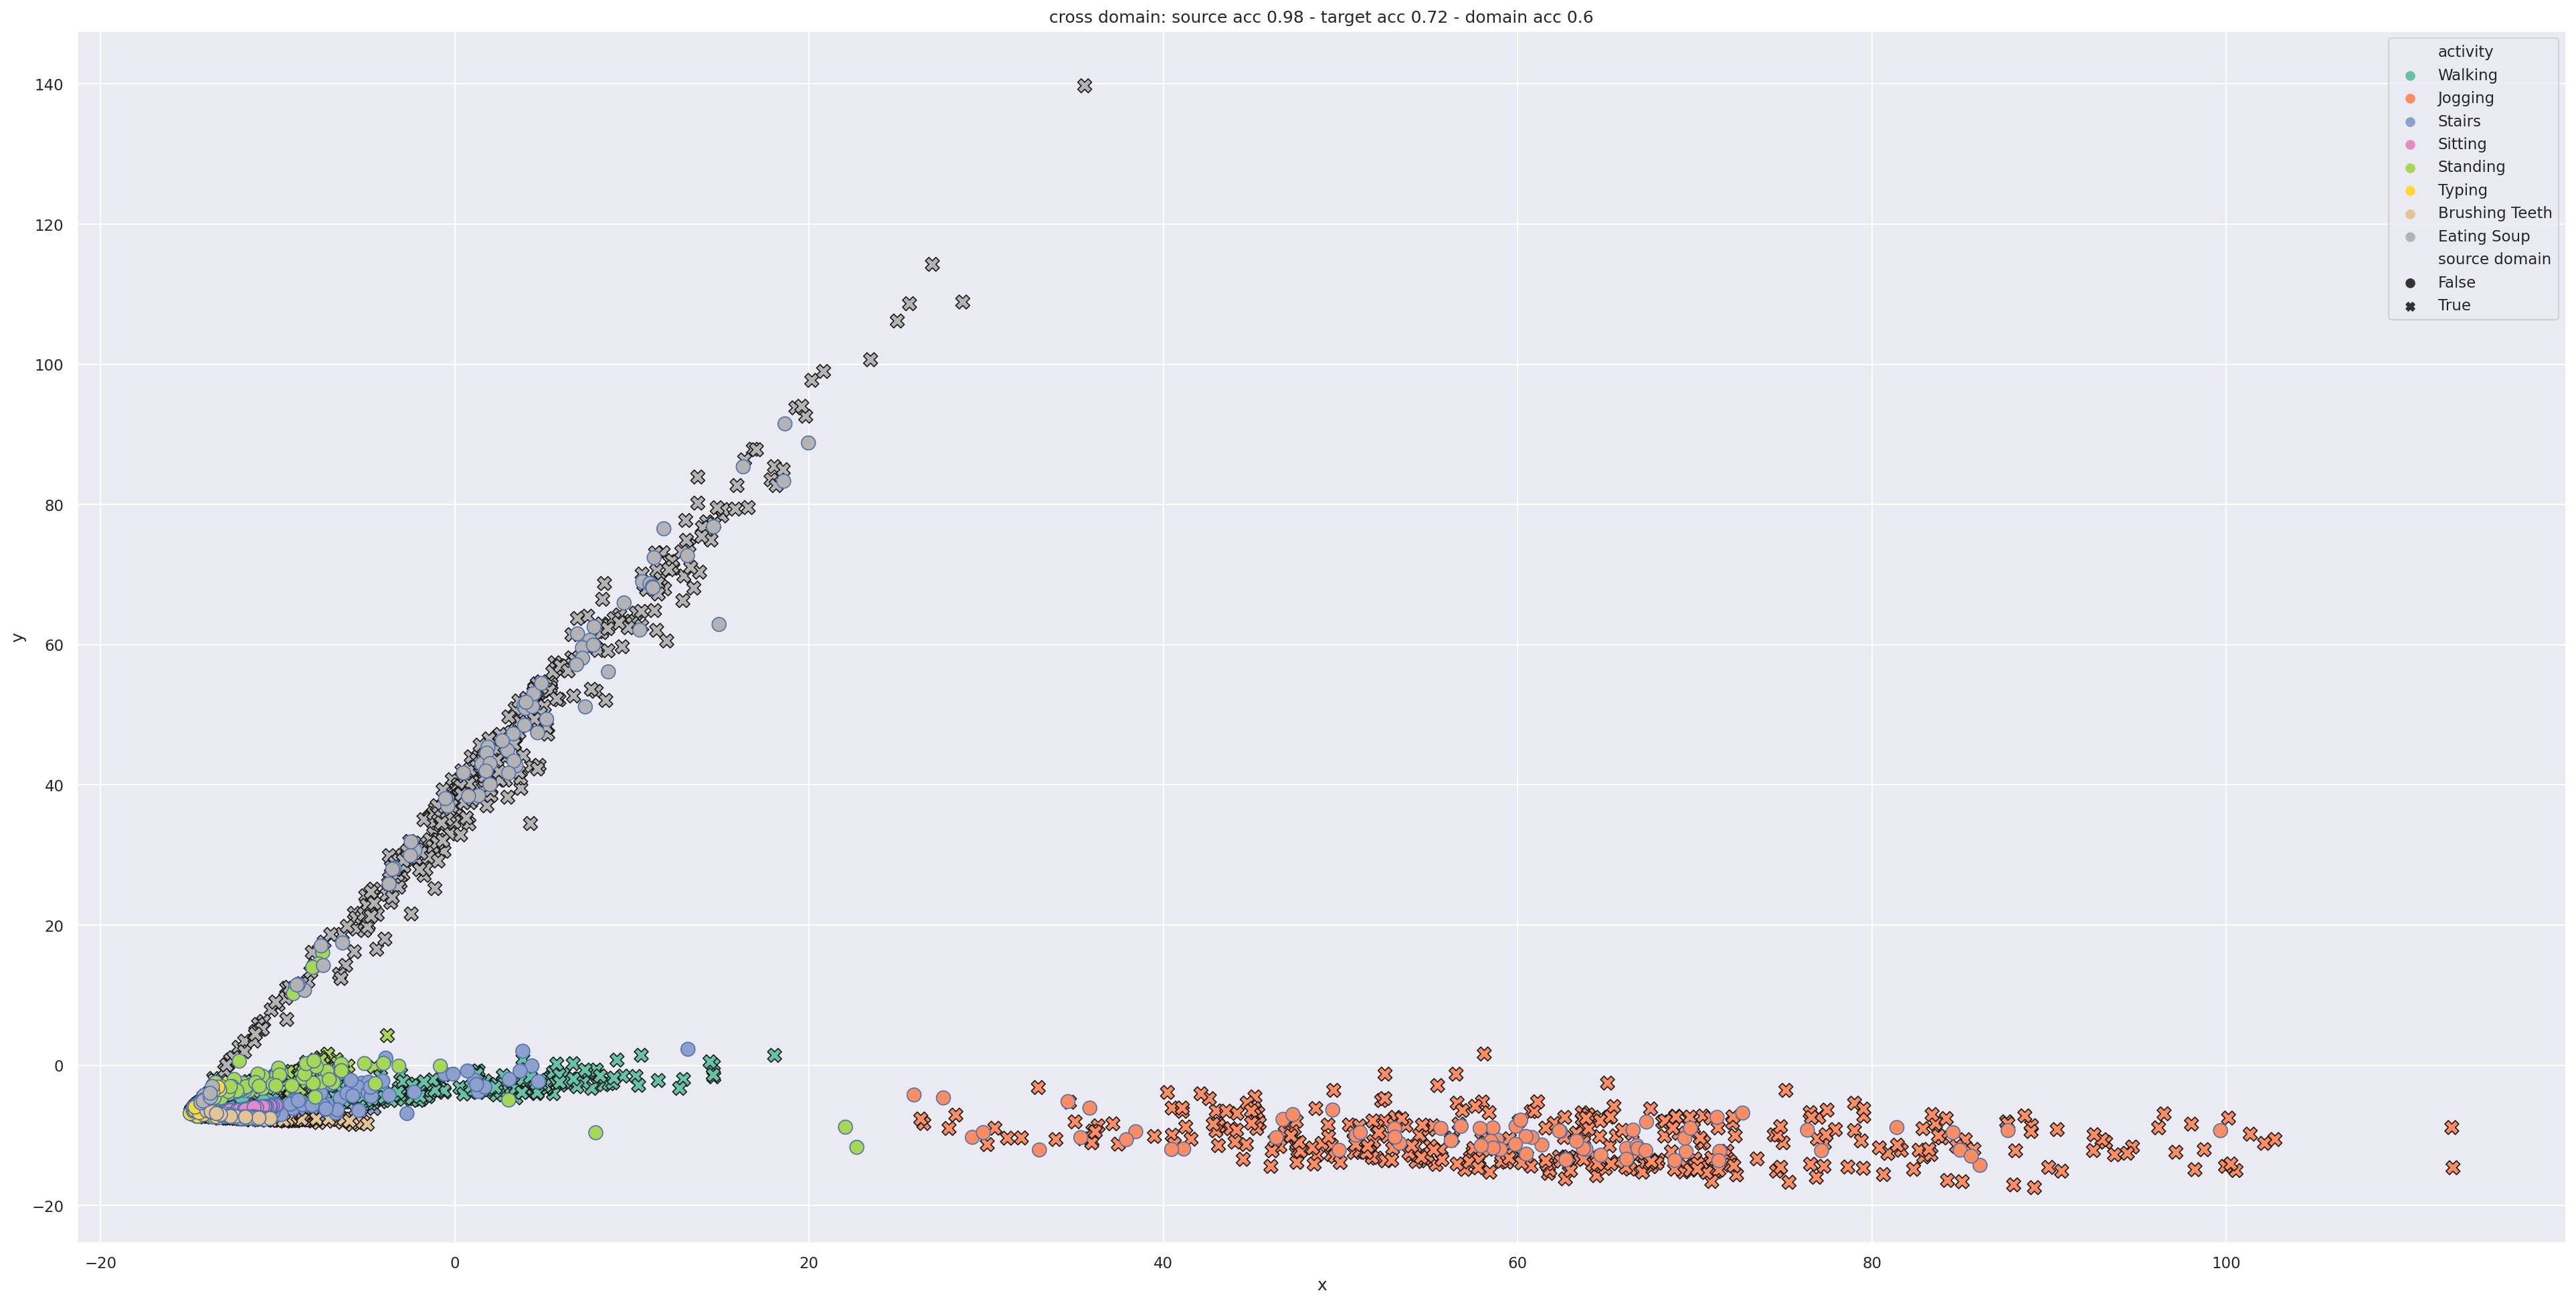 cross domain: source acc 0.98 - target acc 0.72 - domain acc 0.6
activity
Walking
Jogging
Stairs
Sitting
Standing
Typing
Brushing Teeth
Eating Soup
source domain
False
True
140
120
100
80
60
40
20
0
−20
y
−20 0 20 40 60 80 100
x